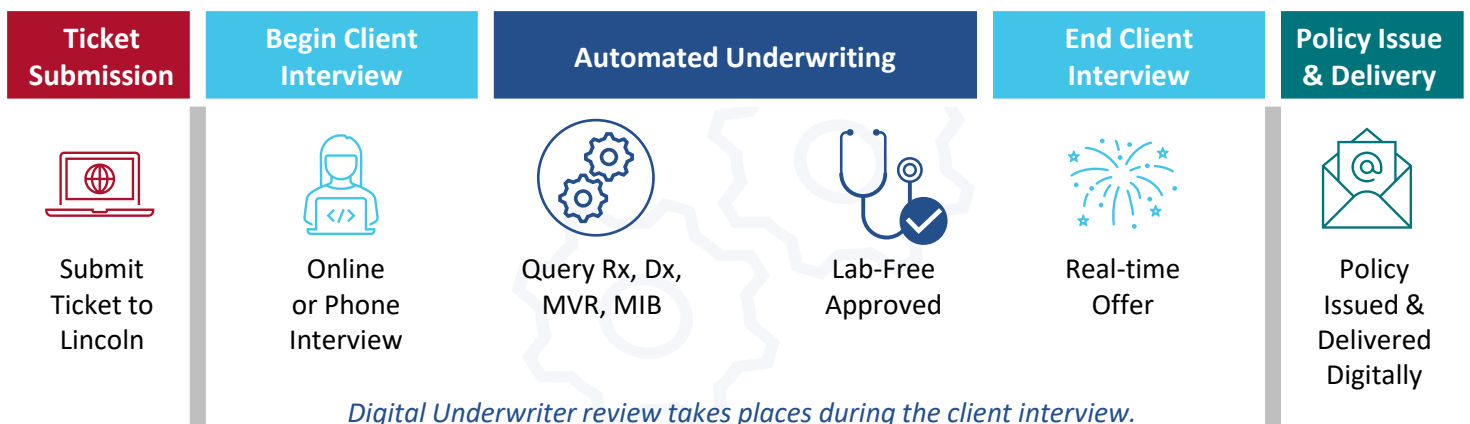 Ticket
Submission
Begin Client
Interview
Automated Underwriting
End Client
Interview
Policy Issue
& Delivery
</>
@
Submit
Ticket to
Lincoln
Online
or Phone
Interview
Query Rx, Dx,
MVR, MIB
Lab-Free
Approved
Real-time
Offer
Policy
Issued &
Delivered
Digitally
Digital Underwriter review takes places during the client interview.